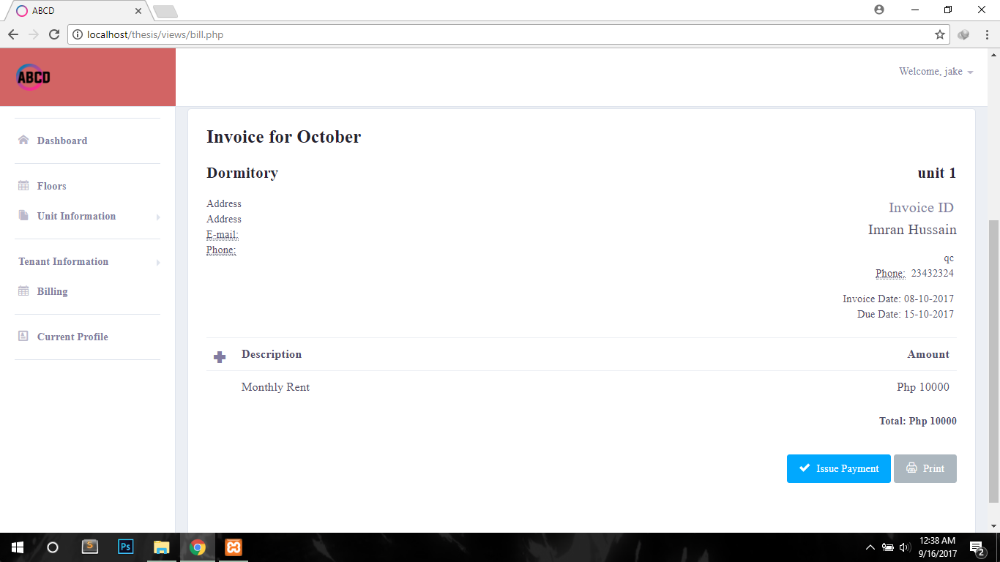 ABCD
localhost/thesis/views/bill.php
ABCD
Welcome, jake
Dashboard
Floors
Unit Information
Tenant Information
Billing
Current Profile
Invoice for October
Dormitory
unit 1
Address
Address
E-mail:
Phone:
Invoice ID
Imran Hussain
qc
Phone: 23432324
Invoice Date: 08-10-2017
Due Date: 15-10-2017
Description Amount
Monthly Rent Php 10000
Total: Php 10000
Issue Payment Print
S
Ps
12:38 AM
9/16/2017
2